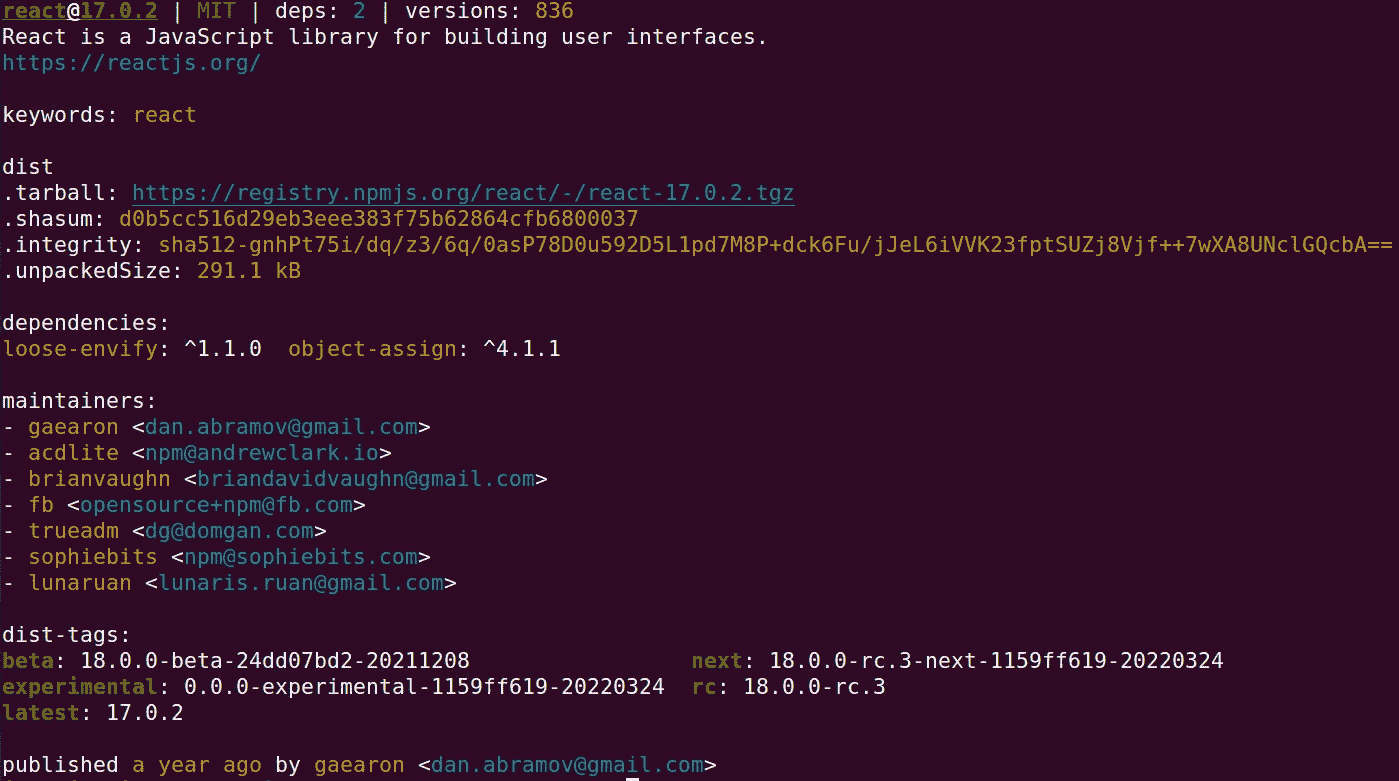 react@17.0.2 | MIT | deps: 2 | versions: 836
React is a JavaScript library for building user interfaces.
https://reactjs.org/
keywords: react
dist
.tarball: https://registry.npmjs.org/react/-/react-17.0.2.tgz
.shasum: d0b5cc516d29eb3eee383f75b62864cfb6800037
.integrity: sha512-gnhPt75i/dq/z3/6q/0asP78D0u592D5L1pd7M8P+dck6Fu/jJeL6iVVK23fptSUZj8Vjf++7wXA8UNclGQcbA==
.unpackedSize: 291.1 kB
dependencies:
loose-envify: ^1.1.0  object-assign: ^4.1.1
maintainers:
- gaearon <dan.abramov@gmail.com>
- acdlite <npm@andrewclark.io>
- brianvaughn <briandavidvaughn@gmail.com>
- fb <opensource+npm@fb.com>
- trueadm <dg@domgan.com>
- sophiebits <npm@sophiebits.com>
- lunaruan <lunaris.ruan@gmail.com>
dist-tags:
beta: 18.0.0-beta-24dd07bd2-20211208 next: 18.0.0-rc.3-next-1159ff619-20220324
experimental: 0.0.0-experimental-1159ff619-20220324 rc: 18.0.0-rc.3
latest: 17.0.2
published a year ago by gaearon <dan.abramov@gmail.com>